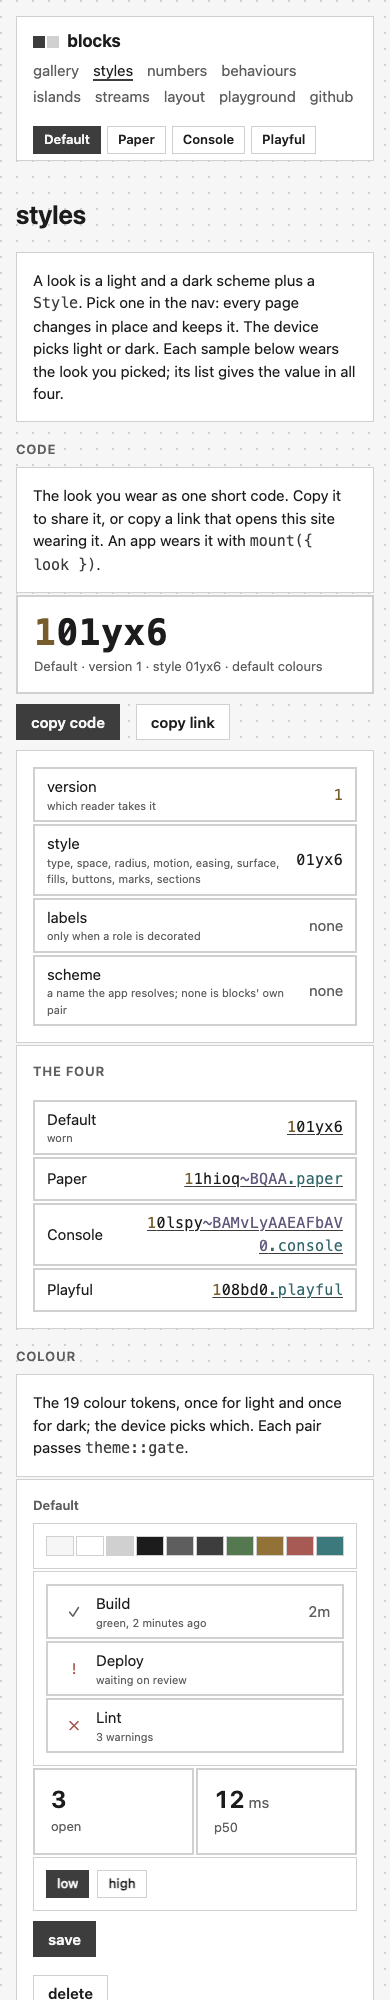 blocks
gallery styles numbers behaviours
islands streams layout playground github
Default Paper Console Playful
styles
A look is a light and a dark scheme plus a
Style. Pick one in the nav: every page
changes in place and keeps it. The device
picks light or dark. Each sample below wears
the look you picked; its list gives the value in all
four.
CODE
The look you wear as one short code. Copy it
to share it, or copy a link that opens this site
wearing it. An app wears it with mount({
look }).
101yx6
Default · version 1 · style 01yx6 · default colours
copy code copy link
version
which reader takes it
1
style
type, space, radius, motion, easing, surface,
fills, buttons, marks, sections
01yx6
labels
only when a role is decorated
none
scheme
a name the app resolves; none is blocks' own
pair
none
THE FOUR
Default
worn
101yx6
Paper 11hioq~BQAA.paper
Console 10lspy~BAMvLyAAEAFbAV
0.console
Playful 108bd0.playful
COLOUR
The 19 colour tokens, once for light and once
for dark; the device picks which. Each pair
passes theme::gate.
Default
✓ Build
green, 2 minutes ago
2m
! Deploy
waiting on review
× Lint
3 warnings
3
open
12 ms
p50
low high
save
delete